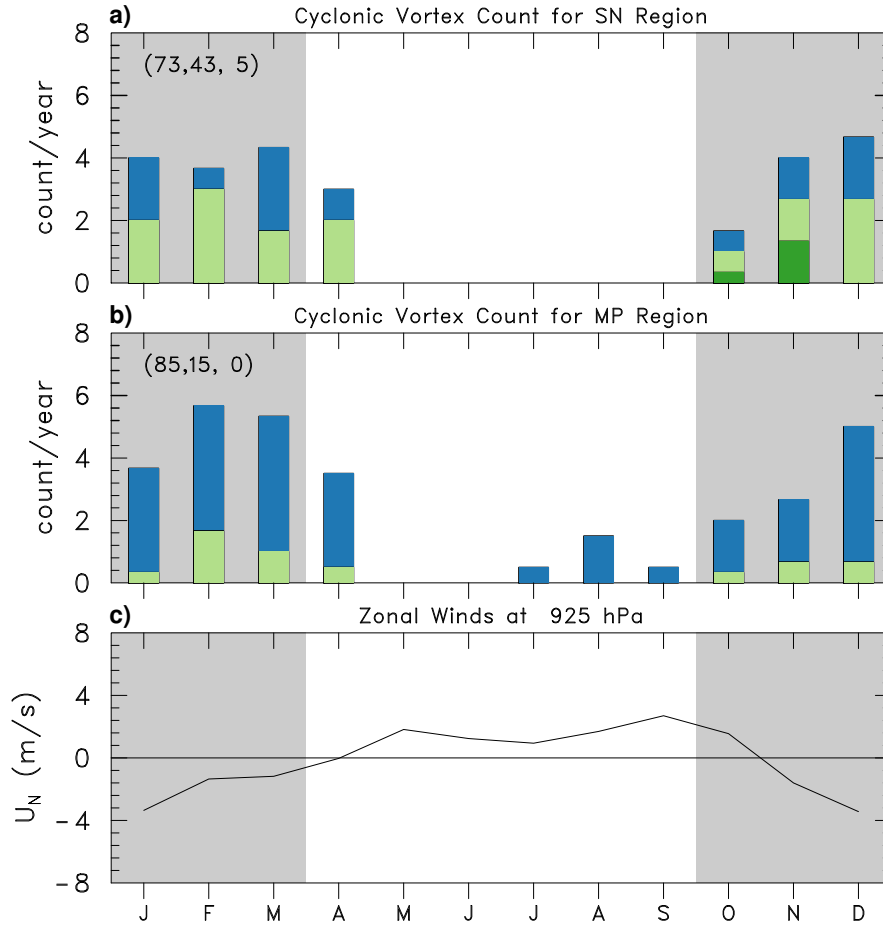 a) Cyclonic Vortex Count for SN Region
(73,43, 5)
count/year
8
6
4
2
0
b) Cyclonic Vortex Count for MP Region
(85,15, 0)
count/year
8
6
4
2
0
c) Zonal Winds at 925 hPa
U_N (m/s)
8
4
0
-4
-8
J F M A M J J A S O N D